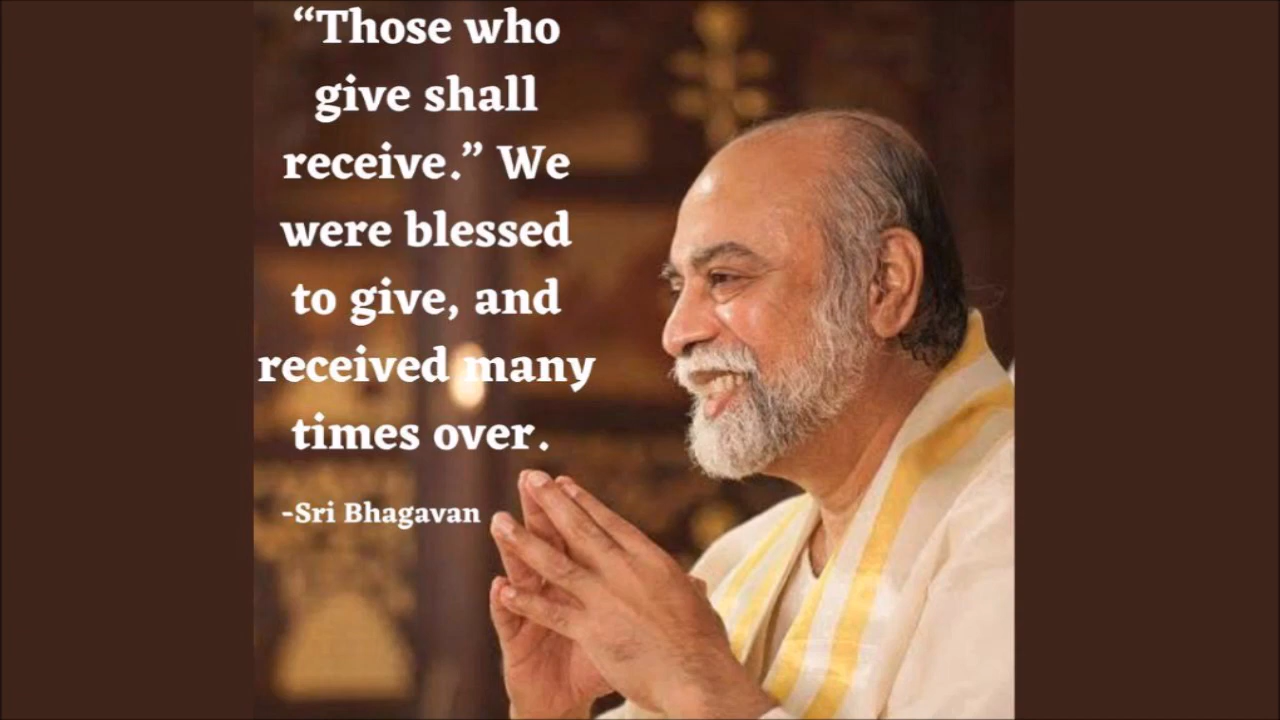 “Those who
give shall
receive.” We
were blessed
to give, and
received many
times over.
-Sri Bhagavan